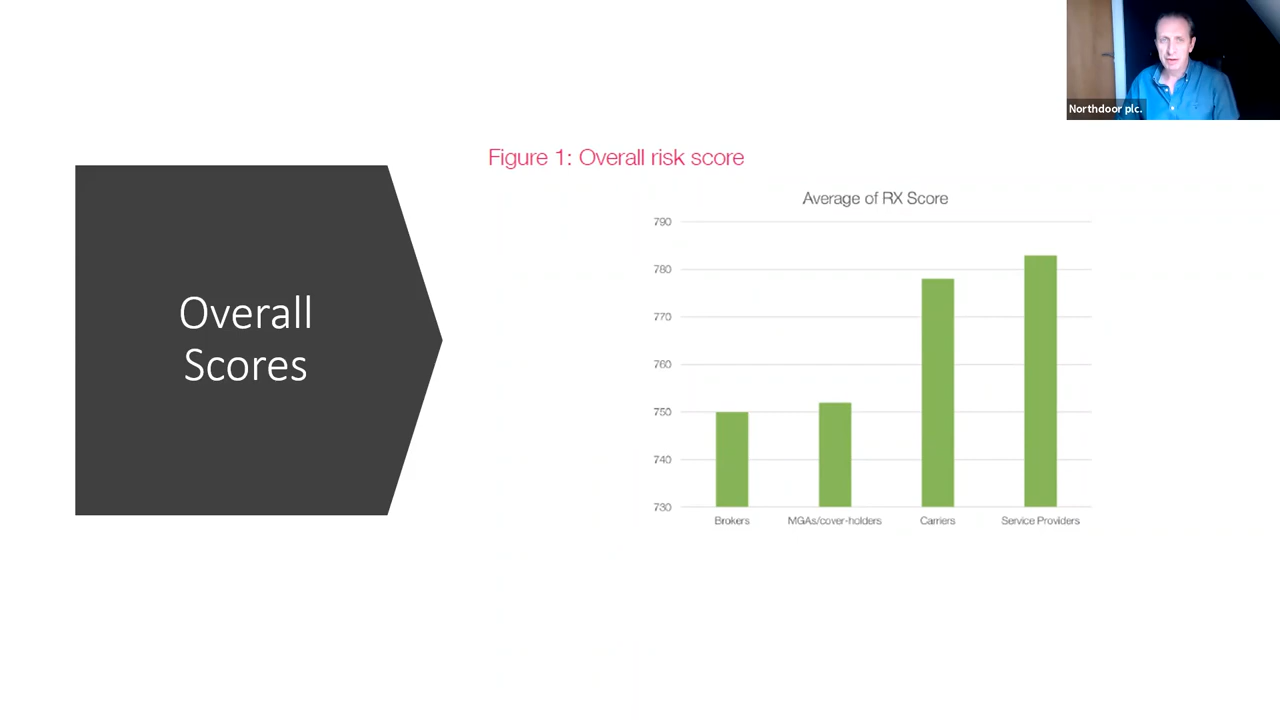 Northdoor plc.
Figure 1: Overall risk score
Overall
Scores
Average of RX Score
790
780
770
760
750
740
730
Brokers
MGAs/cover-holders
Carriers
Service Providers